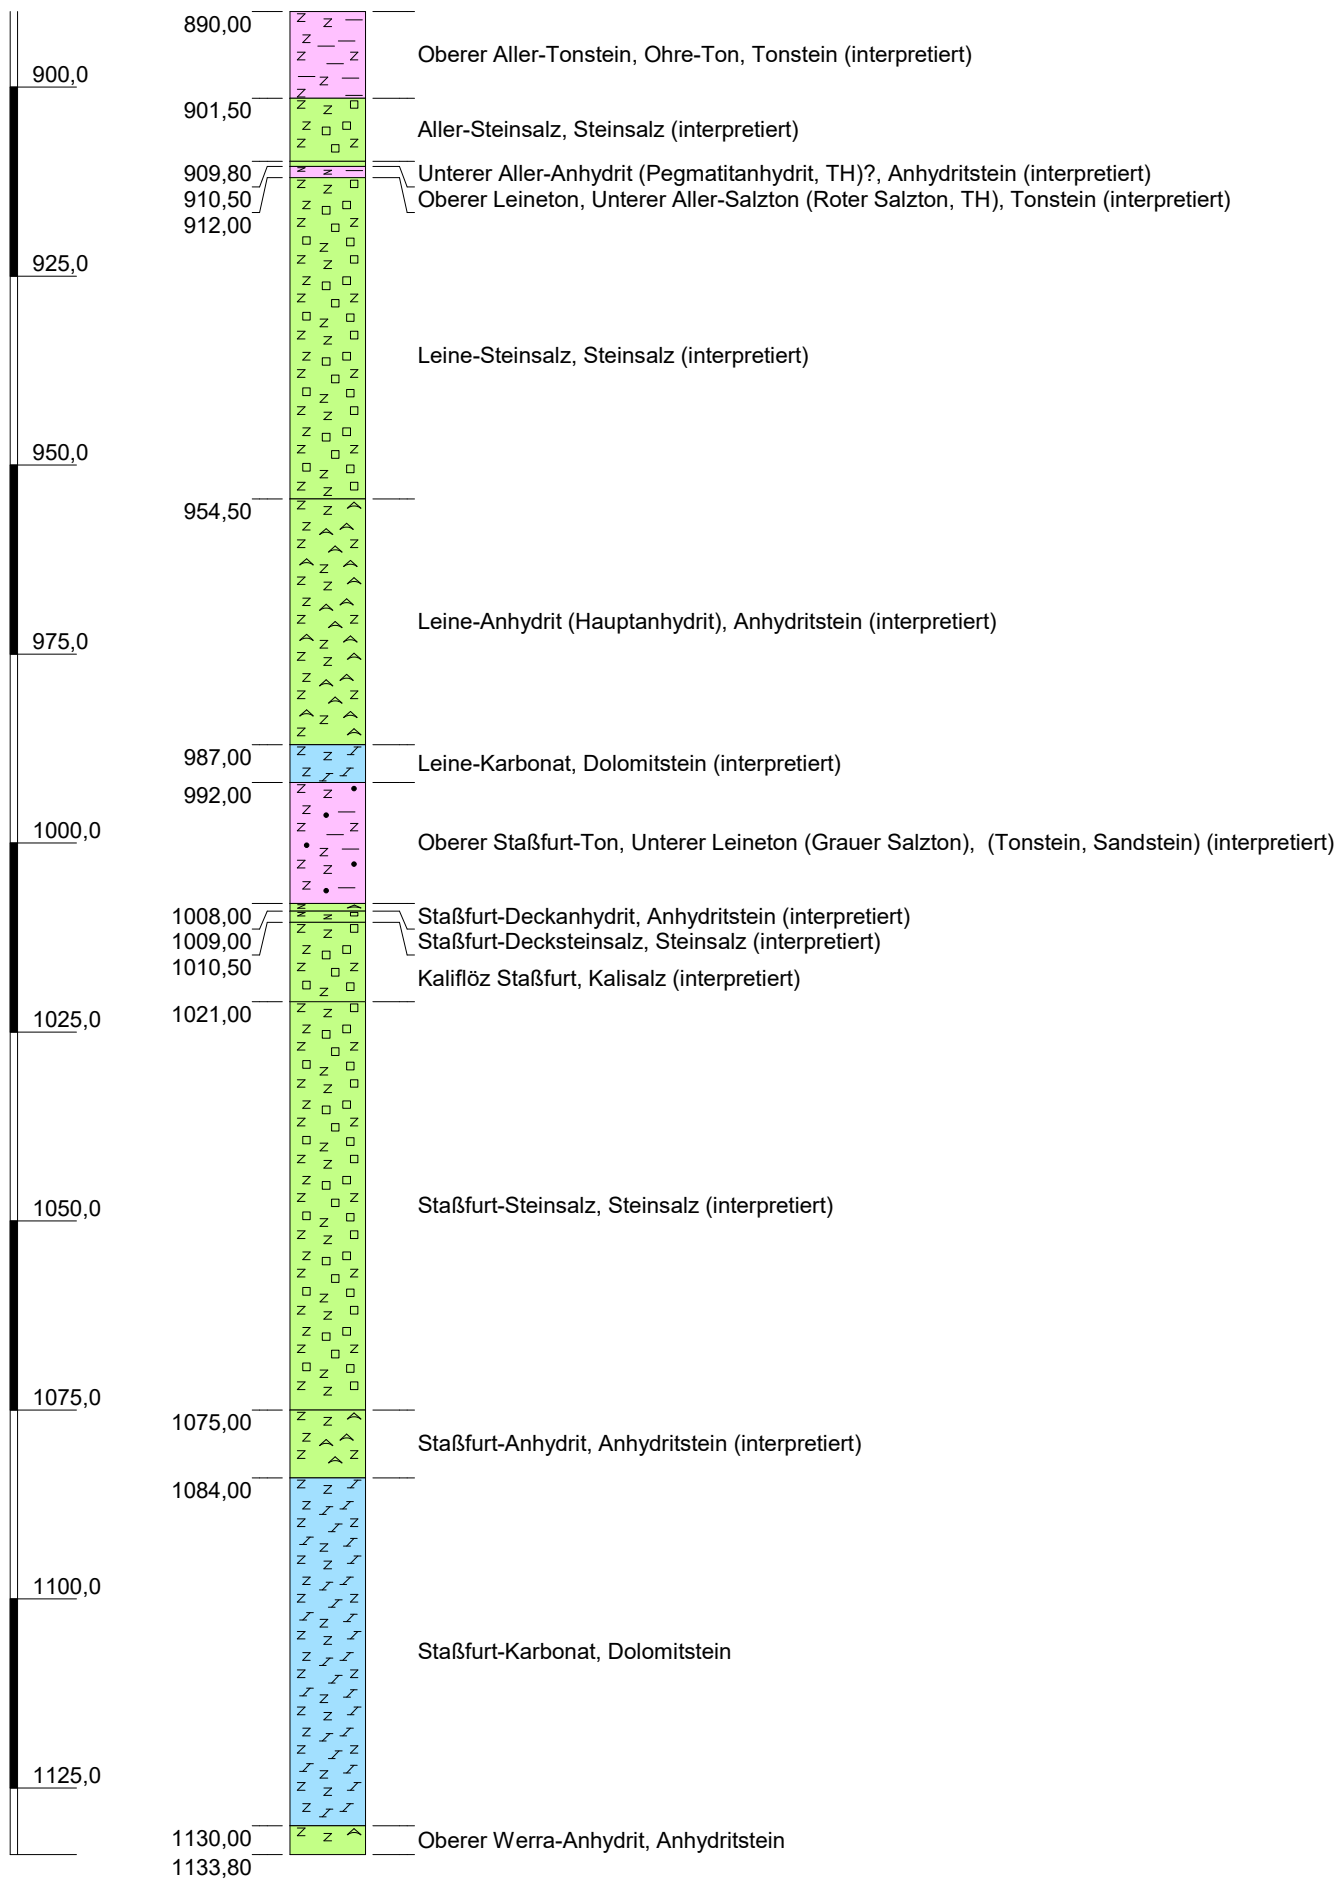 890,00
Oberer Aller-Tonstein, Ohre-Ton, Tonstein (interpretiert)
900,0
901,50
Aller-Steinsalz, Steinsalz (interpretiert)
909,80
Unterer Aller-Anhydrit (Pegmatitanhydrit, TH)?, Anhydritstein (interpretiert)
910,50
Oberer Leineton, Unterer Aller-Salzton (Roter Salzton, TH), Tonstein (interpretiert)
912,00
925,0
Leine-Steinsalz, Steinsalz (interpretiert)
950,0
954,50
Leine-Anhydrit (Hauptanhydrit), Anhydritstein (interpretiert)
975,0
987,00
Leine-Karbonat, Dolomitstein (interpretiert)
992,00
1000,0
Oberer Staßfurt-Ton, Unterer Leineton (Grauer Salzton),  (Tonstein, Sandstein) (interpretiert)
1008,00
Staßfurt-Deckanhydrit, Anhydritstein (interpretiert)
1009,00
Staßfurt-Decksteinsalz, Steinsalz (interpretiert)
1010,50
Kaliflöz Staßfurt, Kalisalz (interpretiert)
1021,00
1025,0
Staßfurt-Steinsalz, Steinsalz (interpretiert)
1050,0
1075,0
1075,00
Staßfurt-Anhydrit, Anhydritstein (interpretiert)
1084,00
1100,0
Staßfurt-Karbonat, Dolomitstein
1125,0
1130,00
Oberer Werra-Anhydrit, Anhydritstein
1133,80